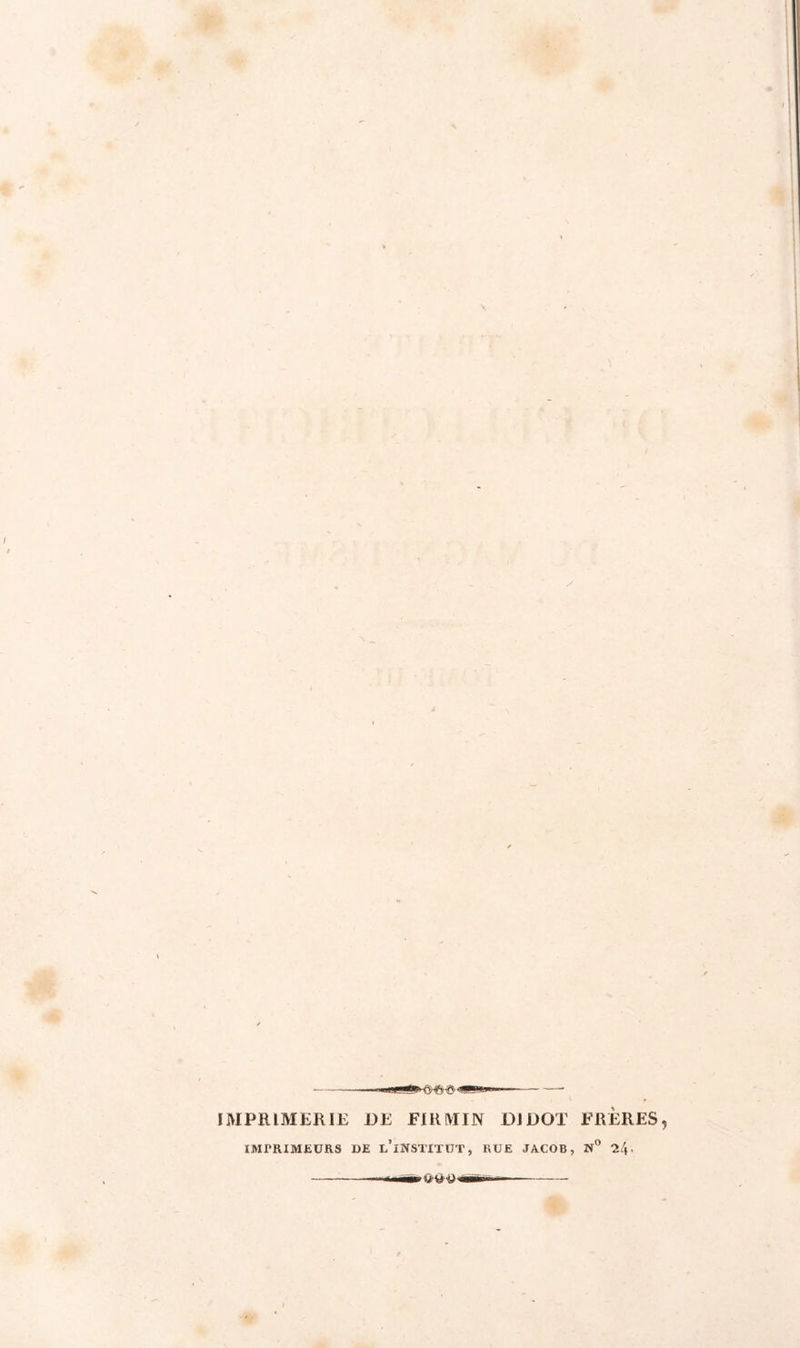 IMPRIMERIE DE FIRMIN DIDOT FRÈRES,
IMPRIMEURS DE L'INSTITUT, RUE JACOB, N° 24.